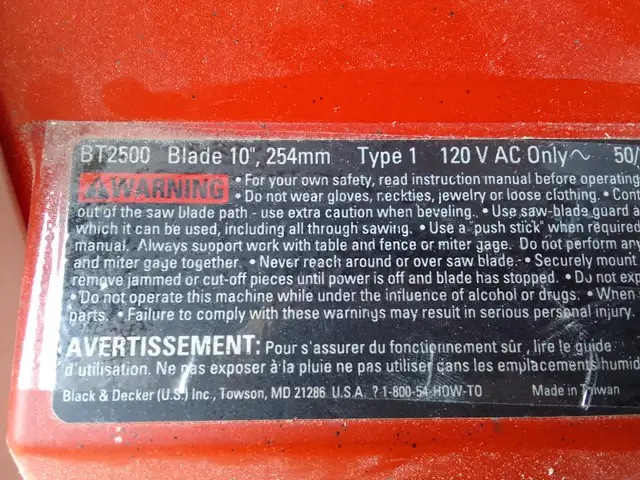 BT2500 Blade 10", 254mm Type 1 120 V AC Only~ 50/
WARNING • For your own safety, read instruction manual before operating
• Do not wear gloves, neckties, jewelry or loose clothing. • Cont
out of the saw blade path - use extra caution when beveling. • Use saw-blade guard a
which it can be used, including all through sawing. • Use a "push stick" when required
manual. Always support work with table and fence or miter gage. Do not perform an
and miter gage together. • Never reach around or over saw blade. • Securely mount
remove jammed or cut-off pieces until power is off and blade has stopped. • Do not exp
• Do not operate this machine while under the influence of alcohol or drugs. • When
parts. • Failure to comply with these warnings may result in serious personal injury.
AVERTISSEMENT: Pour s'assurer du fonctionnement sûr , lire le guide
d'utilisation. Ne pas exposer à la pluie ne pas utiliser dans les emplacements humid
Black & Decker (U.S.) Inc , Towson, MD 21286 U.S.A. ? 1-800-54-HOW-TO Made in Taiwan